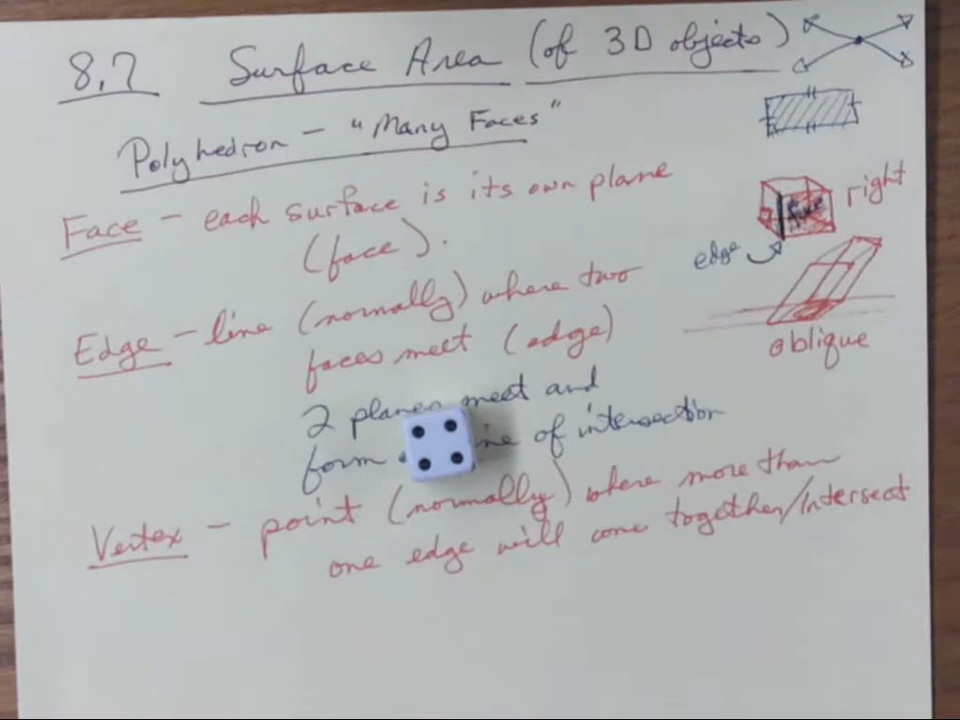 8.7 Surface Area (of 3D objects)
Polyhedron - "Many Faces"
Face - each surface is its own plane
(face).
right
edge
Edge - line (normally) where two
faces meet (edge)
oblique
2 planes meet and
form line of intersection
Vertex - point (normally) where more than
one edge will come together/intersect
face